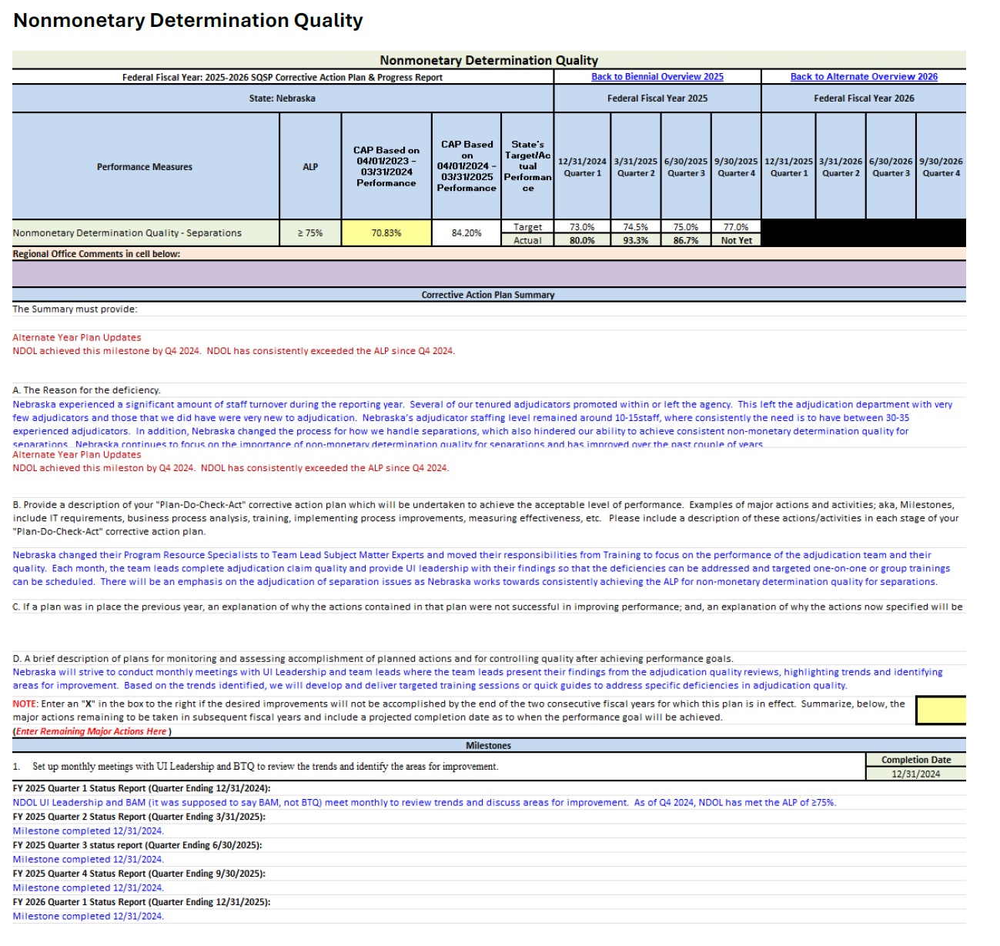 Nonmonetary Determination Quality
Nonmonetary Determination Quality
Federal Fiscal Year: 2025-2026 SQSP Corrective Action Plan & Progress Report
Back to Biennial Overview 2025
Back to Alternate Overview 2026
State: Nebraska
Federal Fiscal Year 2025
Federal Fiscal Year 2026
Performance Measures
ALP
CAP Based on
04/01/2023 –
03/31/2024
Performance
CAP Based
on
04/01/2024 –
03/31/2025
Performance
State's
Target/Ac
tual
Performan
ce
12/31/2024
Quarter 1
3/31/2025
Quarter 2
6/30/2025
Quarter 3
9/30/2025
Quarter 4
12/31/2025
Quarter 1
3/31/2026
Quarter 2
6/30/2026
Quarter 3
9/30/2026
Quarter 4
Nonmonetary Determination Quality - Separations
≥ 75%
70.83%
84.20%
Target
73.0%
74.5%
75.0%
77.0%
Actual
80.0%
93.3%
86.7%
Not Yet
Regional Office Comments in cell below:
Corrective Action Plan Summary
The Summary must provide:
Alternate Year Plan Updates
NDOL achieved this milestone by Q4 2024.  NDOL has consistently exceeded the ALP since Q4 2024.
A. The Reason for the deficiency.
Nebraska experienced a significant amount of staff turnover during the reporting year.  Several of our tenured adjudicators promoted within or left the agency.  This left the adjudication department with very
few adjudicators and those that we did have were very new to adjudication.  Nebraska's adjudicator staffing level remained around 10-15staff, where consistently the need is to have between 30-35
experienced adjudicators.  In addition, Nebraska changed the process for how we handle separations, which also hindered our ability to achieve consistent non-monetary determination quality for
separations.  Nebraska continues to focus on the importance of non-monetary determination quality for separations and has improved over the past couple of years.
Alternate Year Plan Updates
NDOL achieved this mileston by Q4 2024.  NDOL has consistently exceeded the ALP since Q4 2024.
B. Provide a description of your "Plan-Do-Check-Act" corrective action plan which will be undertaken to achieve the acceptable level of performance.  Examples of major actions and activities; aka, Milestones,
include IT requirements, business process analysis, training, implementing process improvements, measuring effectiveness, etc.  Please include a description of these actions/activities in each stage of your
"Plan-Do-Check-Act" corrective action plan.
Nebraska changed their Program Resource Specialists to Team Lead Subject Matter Experts and moved their responsibilities from Training to focus on the performance of the adjudication team and their
quality.  Each month, the team leads complete adjudication claim quality and provide UI leadership with their findings so that the deficiencies can be addressed and targeted one-on-one or group trainings
can be scheduled.  There will be an emphasis on the adjudication of separation issues as Nebraska works towards consistently achieving the ALP for non-monetary determination quality for separations.
C. If a plan was in place the previous year, an explanation of why the actions contained in that plan were not successful in improving performance; and, an explanation of why the actions now specified will be
D. A brief description of plans for monitoring and assessing accomplishment of planned actions and for controlling quality after achieving performance goals.
Nebraska will strive to conduct monthly meetings with UI Leadership and team leads where the team leads present their findings from the adjudication quality reviews, highlighting trends and identifying
areas for improvement.  Based on the trends identified, we will develop and deliver targeted training sessions or quick guides to address specific deficiencies in adjudication quality.
NOTE: Enter an "X" in the box to the right if the desired improvements will not be accomplished by the end of the two consecutive fiscal years for which this plan is in effect.  Summarize, below, the
major actions remaining to be taken in subsequent fiscal years and include a projected completion date as to when the performance goal will be achieved.
(Enter Remaining Major Actions Here )
Milestones
1.    Set up monthly meetings with UI Leadership and BTQ to review the trends and identify the areas for improvement.
Completion Date
12/31/2024
FY 2025 Quarter 1 Status Report (Quarter Ending 12/31/2024):
NDOL UI Leadership and BAM (it was supposed to say BAM, not BTQ) meet monthly to review trends and discuss areas for improvement.  As of Q4 2024, NDOL has met the ALP of ≥75%.
FY 2025 Quarter 2 Status Report (Quarter Ending 3/31/2025):
Milestone completed 12/31/2024.
FY 2025 Quarter 3 status report (Quarter Ending 6/30/2025):
Milestone completed 12/31/2024.
FY 2025 Quarter 4 Status Report (Quarter Ending 9/30/2025):
Milestone completed 12/31/2024.
FY 2026 Quarter 1 Status Report (Quarter Ending 12/31/2025):
Milestone completed 12/31/2024.